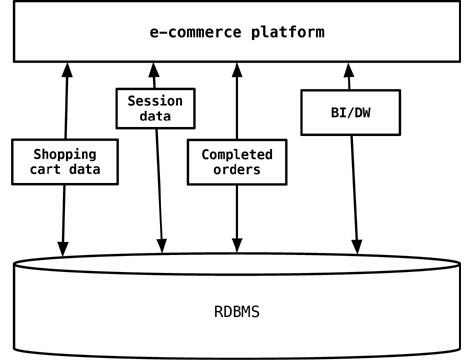 e-commerce platform
Session
data
BI/DW
Shopping
cart data
Completed
orders
RDBMS